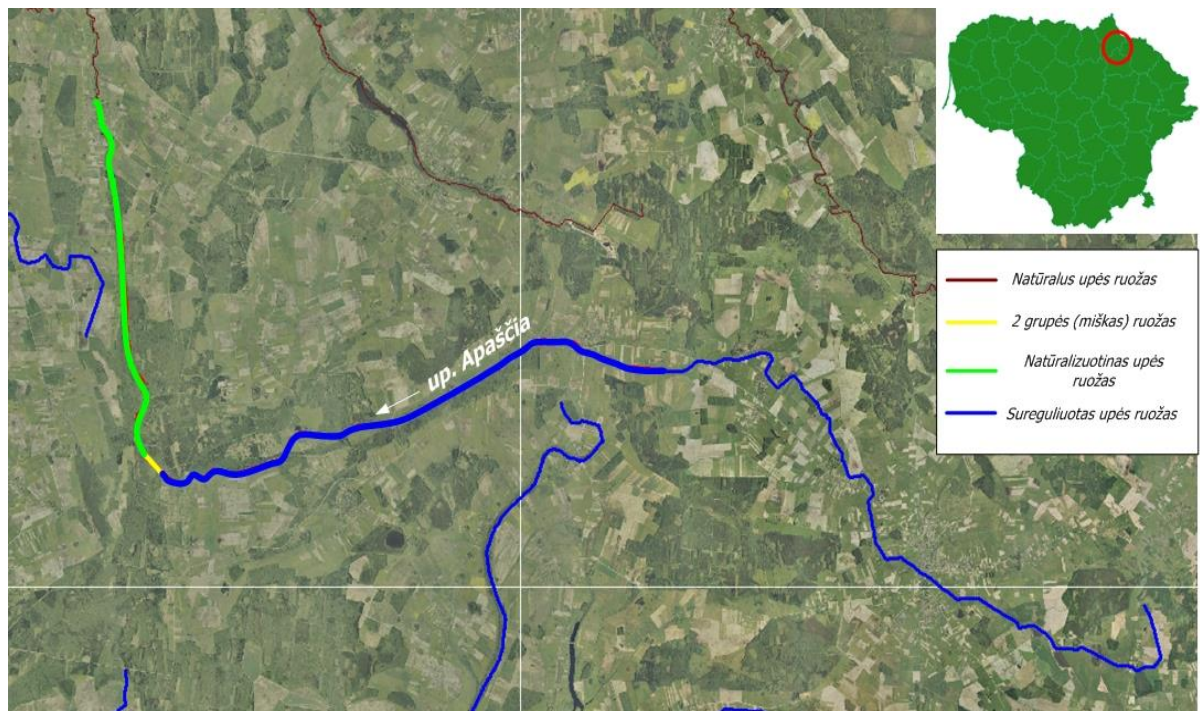 up. Apaščia
Natūralus upės ruožas
2 grupės (miškas) ruožas
Natūralizuotinas upės
ruožas
Sureguliuotas upės ruožas